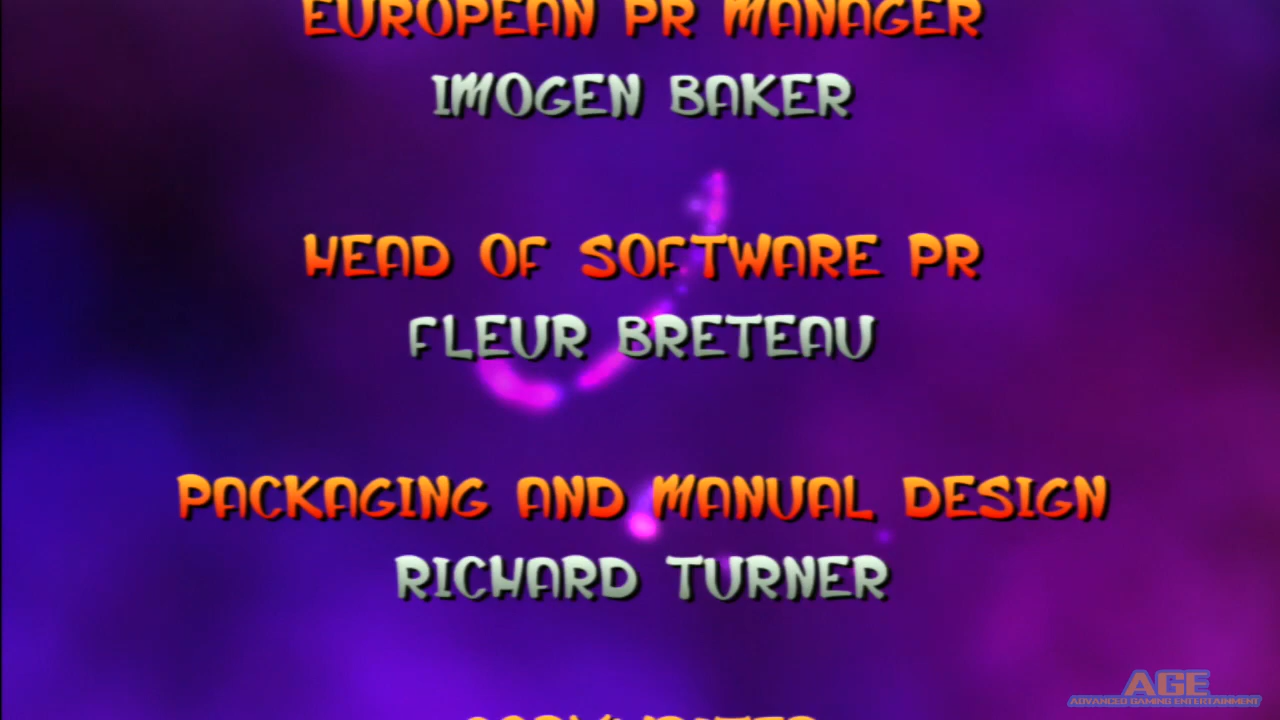 EUROPEAN PR MANAGER
IMOGEN BAKER
HEAD OF SOFTWARE PR
FLEUR BRETEAU
PACKAGING AND MANUAL DESIGN
RICHARD TURNER
COPYWRITER
AGE
ADVANCED GAMING ENTERTAINMENT